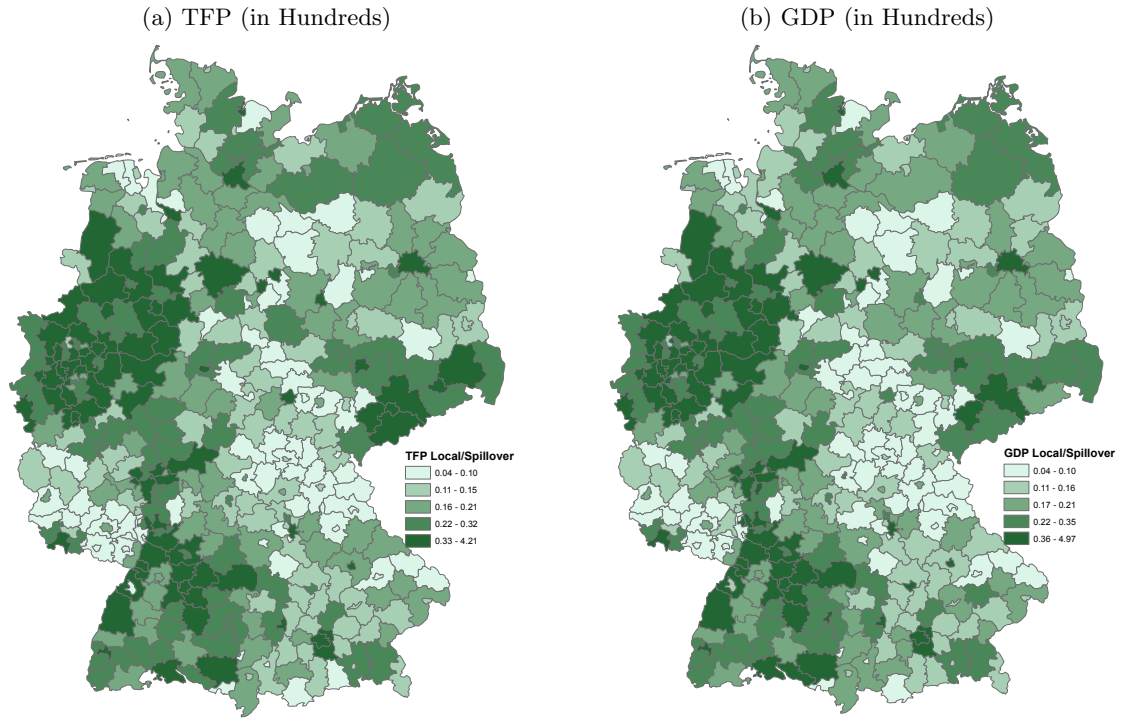 (a) TFP (in Hundreds)
(b) GDP (in Hundreds)
TFP Local/Spillover
0.04 - 0.10
0.11 - 0.15
0.16 - 0.21
0.22 - 0.32
0.33 - 4.21
GDP Local/Spillover
0.04 - 0.10
0.11 - 0.16
0.17 - 0.21
0.22 - 0.35
0.36 - 4.97